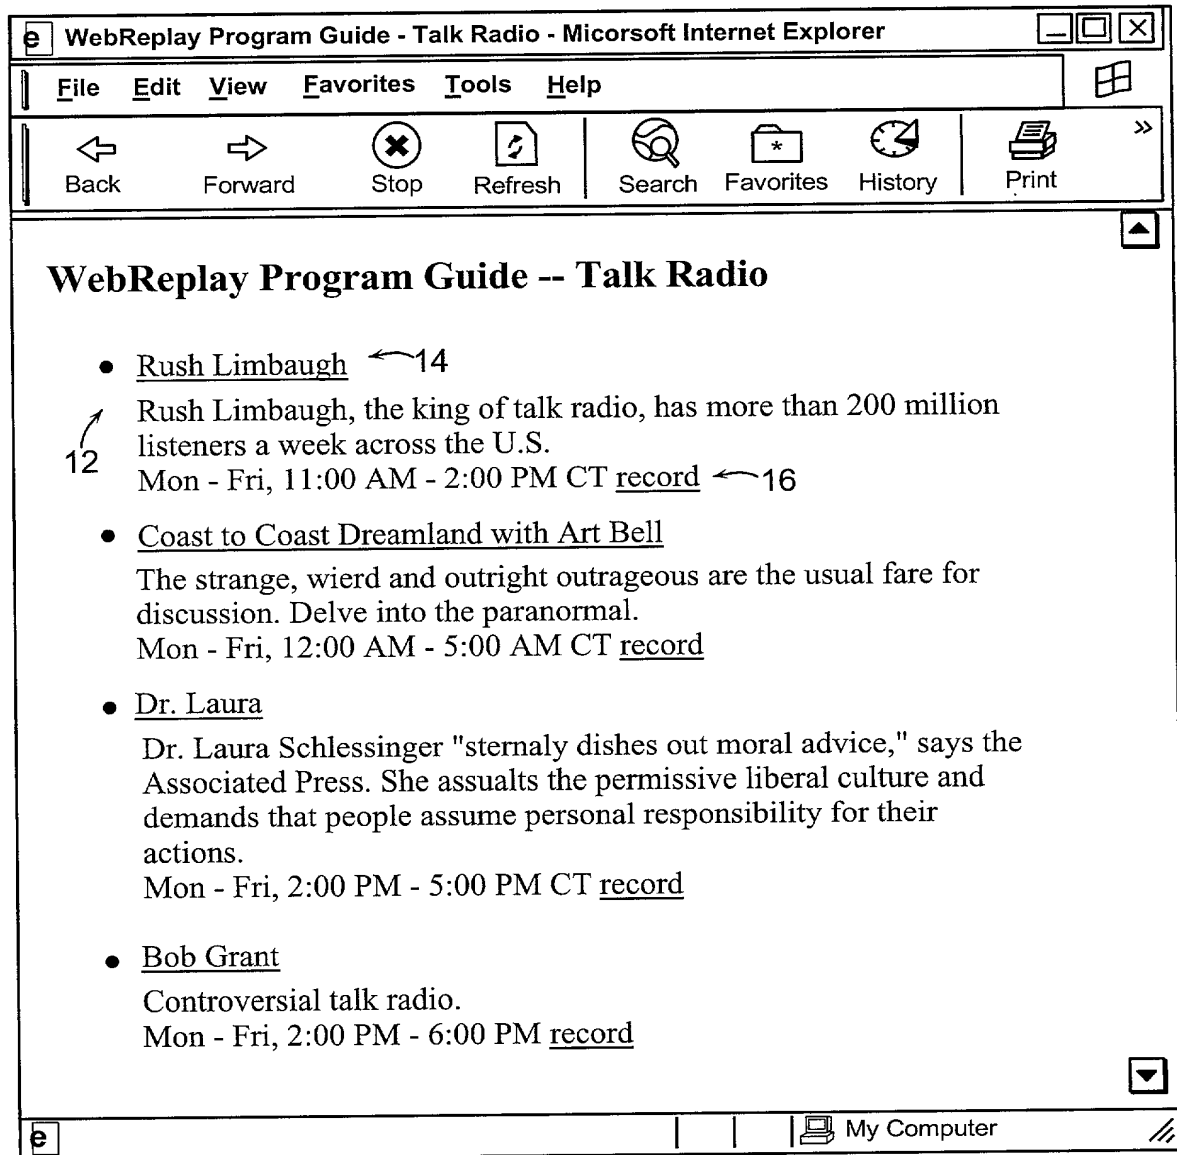 e WebReplay Program Guide - Talk Radio - Micorsoft Internet Explorer
File Edit View Favorites Tools Help
Back Forward Stop Refresh Search Favorites History Print »
WebReplay Program Guide -- Talk Radio
• Rush Limbaugh 14
12
Rush Limbaugh, the king of talk radio, has more than 200 million
listeners a week across the U.S.
Mon - Fri, 11:00 AM - 2:00 PM CT record 16
• Coast to Coast Dreamland with Art Bell
The strange, wierd and outright outrageous are the usual fare for
discussion. Delve into the paranormal.
Mon - Fri, 12:00 AM - 5:00 AM CT record
• Dr. Laura
Dr. Laura Schlessinger "sternaly dishes out moral advice," says the
Associated Press. She assualts the permissive liberal culture and
demands that people assume personal responsibility for their
actions.
Mon - Fri, 2:00 PM - 5:00 PM CT record
• Bob Grant
Controversial talk radio.
Mon - Fri, 2:00 PM - 6:00 PM record
e My Computer